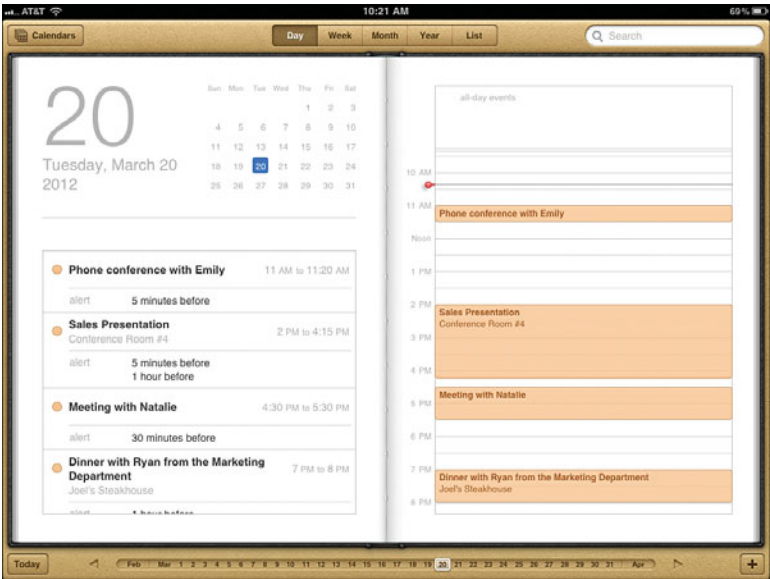 AT&T 10:21 AM 69%
Calendars Day Week Month Year List Search
20
Tuesday, March 20
2012
Sun Mon Tue Wed Thu Fri Sat
1 2 3
4 5 6 7 8 9 10
11 12 13 14 15 16 17
18 19 20 21 22 23 24
25 26 27 28 29 30 31
Phone conference with Emily 11 AM to 11:20 AM
alert 5 minutes before
Sales Presentation 2 PM to 4:15 PM
Conference Room #4
alert 5 minutes before
1 hour before
Meeting with Natalie 4:30 PM to 5:30 PM
alert 30 minutes before
Dinner with Ryan from the Marketing 7 PM to 8 PM
Department
Joel's Steakhouse
alert 1 hour before
all-day events
10 AM
11 AM
Phone conference with Emily
Noon
1 PM
2 PM
Sales Presentation
Conference Room #4
3 PM
4 PM
Meeting with Natalie
5 PM
6 PM
7 PM
Dinner with Ryan from the Marketing Department
Joel's Steakhouse
8 PM
Today Feb Mar 1 2 3 4 5 6 7 8 9 10 11 12 13 14 15 16 17 18 19 20 21 22 23 24 25 26 27 28 29 30 31 Apr +